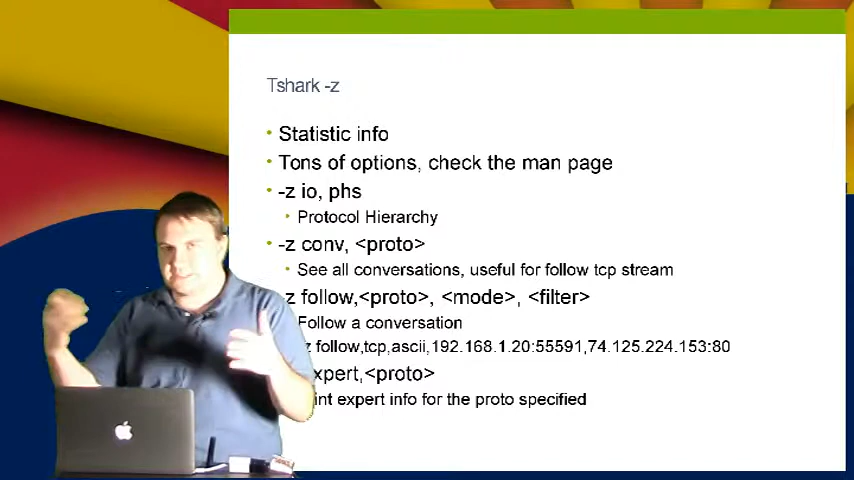 Tshark -z
• Statistic info
• Tons of options, check the man page
• -z io, phs
• Protocol Hierarchy
• -z conv, <proto>
• See all conversations, useful for follow tcp stream
z follow,<proto>, <mode>, <filter>
Follow a conversation
z follow,tcp,ascii,192.168.1.20:55591,74.125.224.153:80
xpert,<proto>
int expert info for the proto specified